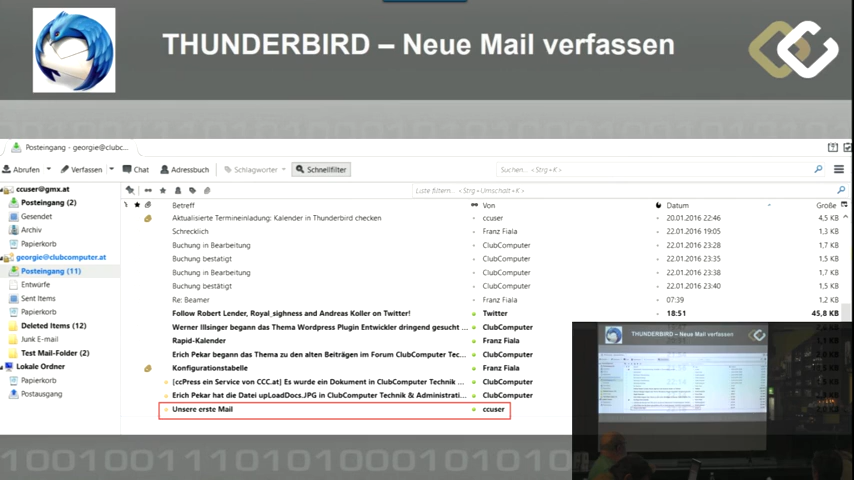 THUNDERBIRD – Neue Mail verfassen
Posteingang - georgie@clubc...
Abrufen Verfassen Chat Adressbuch Schlagworter Schnellfilter Suchen... <Strg + K>
Liste filtern... <Strg + Umschalt + K>
ccuser@gmx.at
Posteingang (2)
Gesendet
Archiv
Papierkorb
georgie@clubcomputer.at
Posteingang (11)
Entwürfe
Sent Items
Papierkorb
Deleted Items (12)
Junk E-mail
Test Mail-Folder (2)
Lokale Ordner
Papierkorb
Postausgang
Betreff Von Datum Größe
Aktualisierte Termineinladung: Kalender in Thunderbird checken ccuser 20.01.2016 22:46 4,5 KB
Schrecklich Franz Fiala 22.01.2016 19:05 1,3 KB
Buchung in Bearbeitung ClubComputer 22.01.2016 23:28 1,7 KB
Buchung bestatigt ClubComputer 22.01.2016 23:35 1,5 KB
Buchung in Bearbeitung ClubComputer 22.01.2016 23:38 1,7 KB
Buchung bestätigt ClubComputer 22.01.2016 23:40 1,5 KB
Re: Beamer Franz Fiala 07:39 1,2 KB
Follow Robert Lender, Royal_sighness and Andreas Koller on Twitter! Twitter 18:51 45,8 KB
Werner Illsinger began das Thema Wordpress Plugin Entwickler dringend gesucht ... ClubComputer
Rapid-Kalender Franz Fiala
Erich Pekar began das Thema zu den alten Beiträgen im Forum ClubComputer Tec... ClubComputer
Konfigurationstabelle Franz Fiala
[ccPress ein Service von CCC.at] Es wurde ein Dokument in ClubComputer Technik ... ClubComputer
Erich Pekar hat die Datei upLoadDocs.JPG in ClubComputer Technik & Administrati... ClubComputer
Unsere erste Mail ccuser
THUNDERBIRD – Neue Mail verfassen